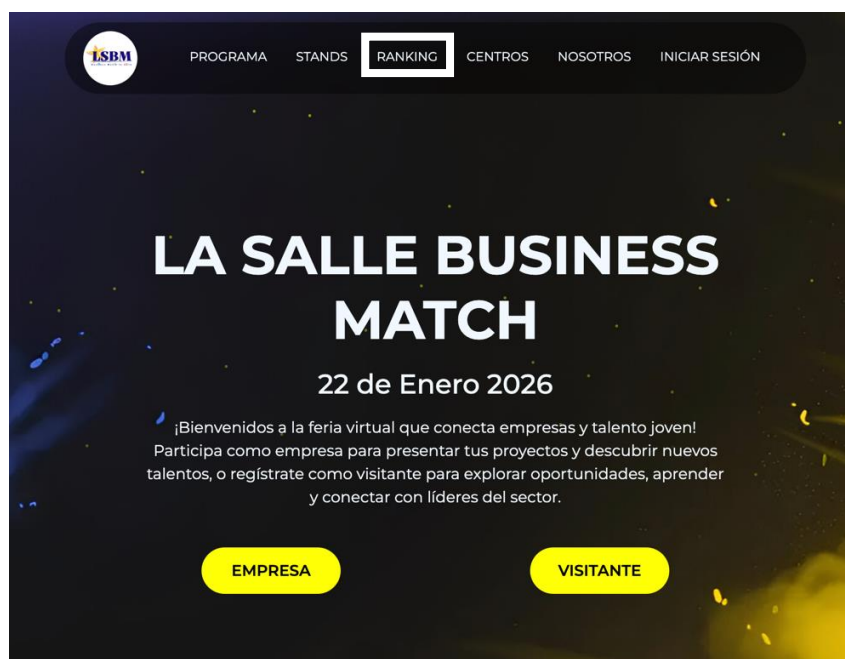 LSBM
PROGRAMA STANDS RANKING CENTROS NOSOTROS INICIAR SESIÓN
LA SALLE BUSINESS
MATCH
22 de Enero 2026
¡Bienvenidos a la feria virtual que conecta empresas y talento joven!
Participa como empresa para presentar tus proyectos y descubrir nuevos
talentos, o regístrate como visitante para explorar oportunidades, aprender
y conectar con líderes del sector.
EMPRESA VISITANTE